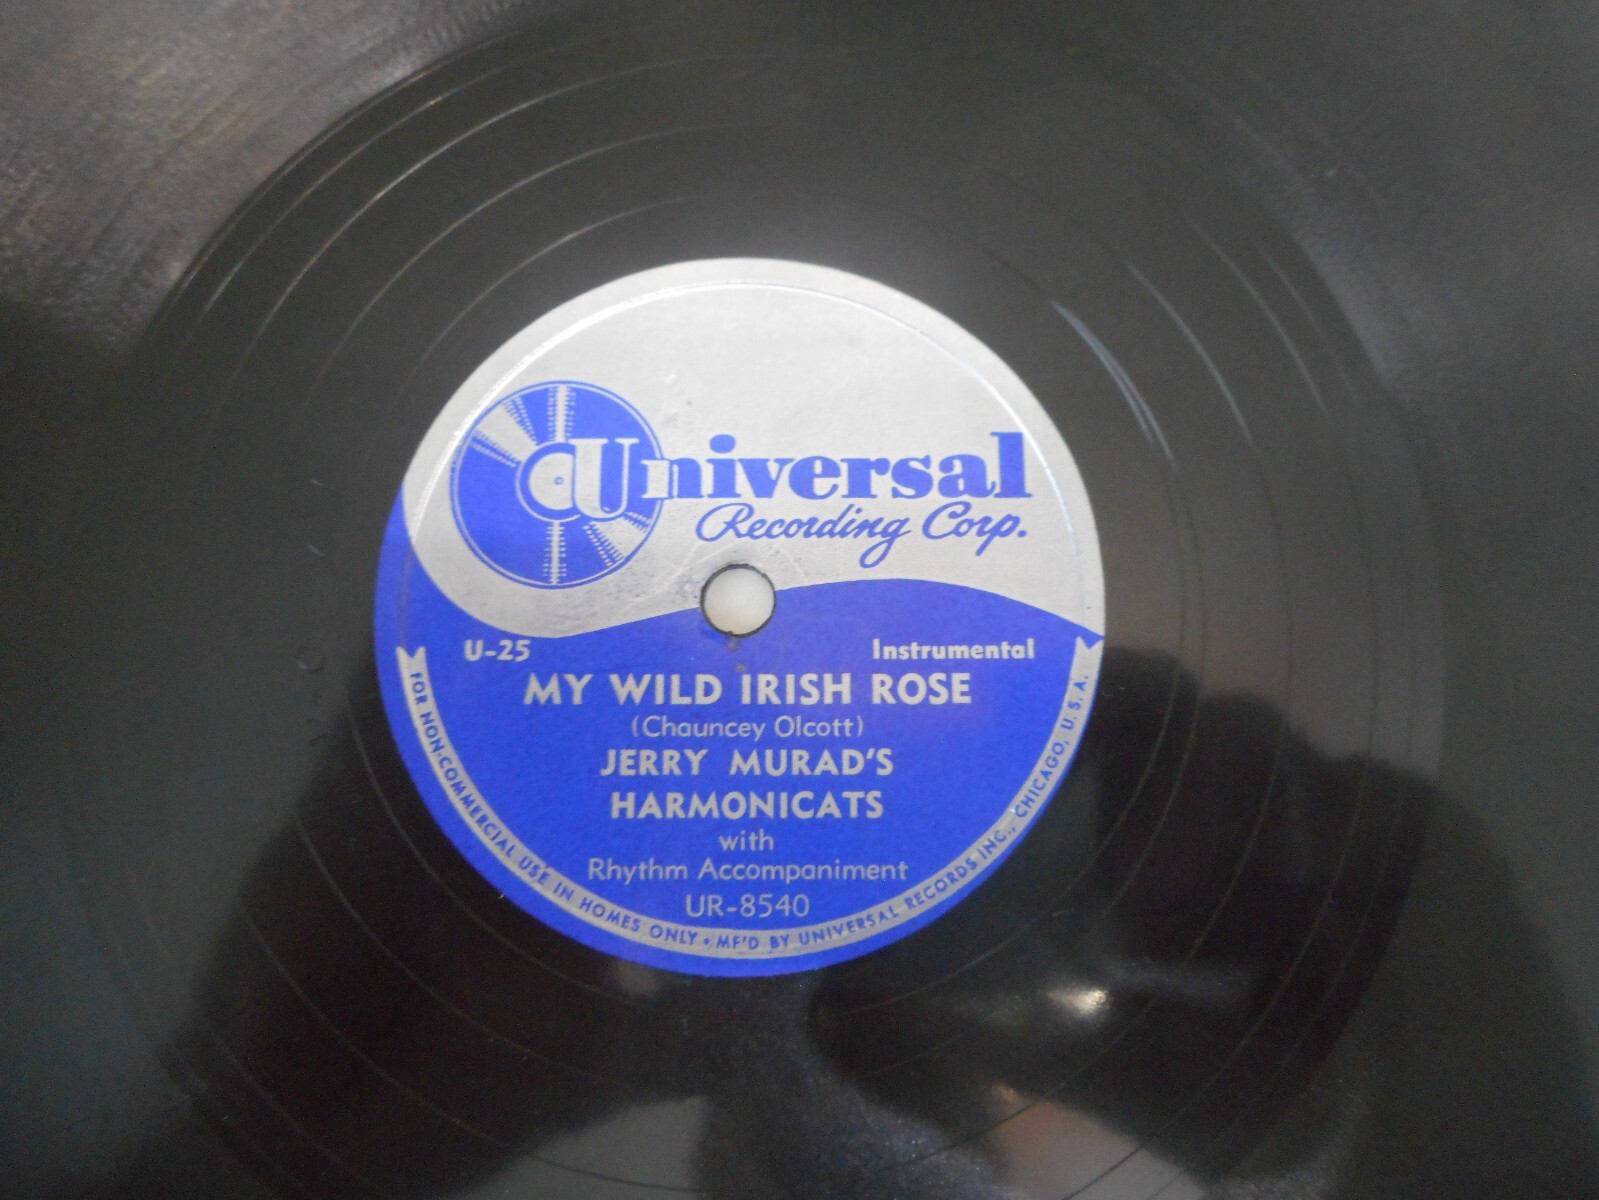 Universal
Recording Corp.
U-25 Instrumental
MY WILD IRISH ROSE
(Chauncey Olcott)
JERRY MURAD'S
HARMONICATS
with
Rhythm Accompaniment
UR-8540
FOR NON-COMMERCIAL USE IN HOMES ONLY • MF'D BY UNIVERSAL RECORDS INC., CHICAGO, U.S.A.